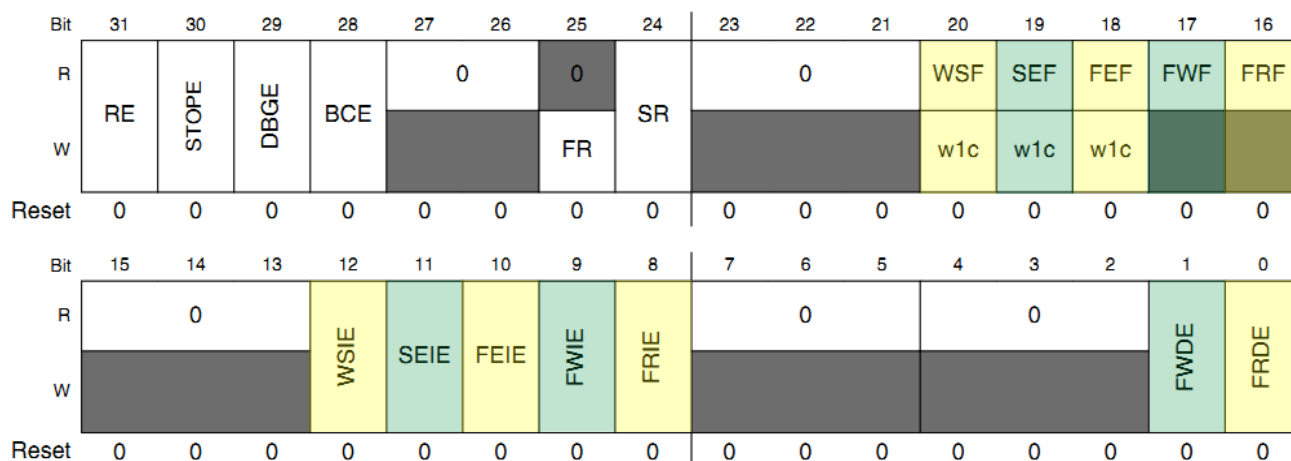 Bit 31 30 29 28 27 26 25 24 23 22 21 20 19 18 17 16
R RE STOPE DBGE BCE 0 0 SR 0 WSF SEF FEF FWF FRF
W FR w1c w1c w1c
Reset 0 0 0 0 0 0 0 0 0 0 0 0 0 0 0 0
Bit 15 14 13 12 11 10 9 8 7 6 5 4 3 2 1 0
R 0 WSIE SEIE FEIE FWIE FRIE 0 0 FWDE FRDE
W
Reset 0 0 0 0 0 0 0 0 0 0 0 0 0 0 0 0